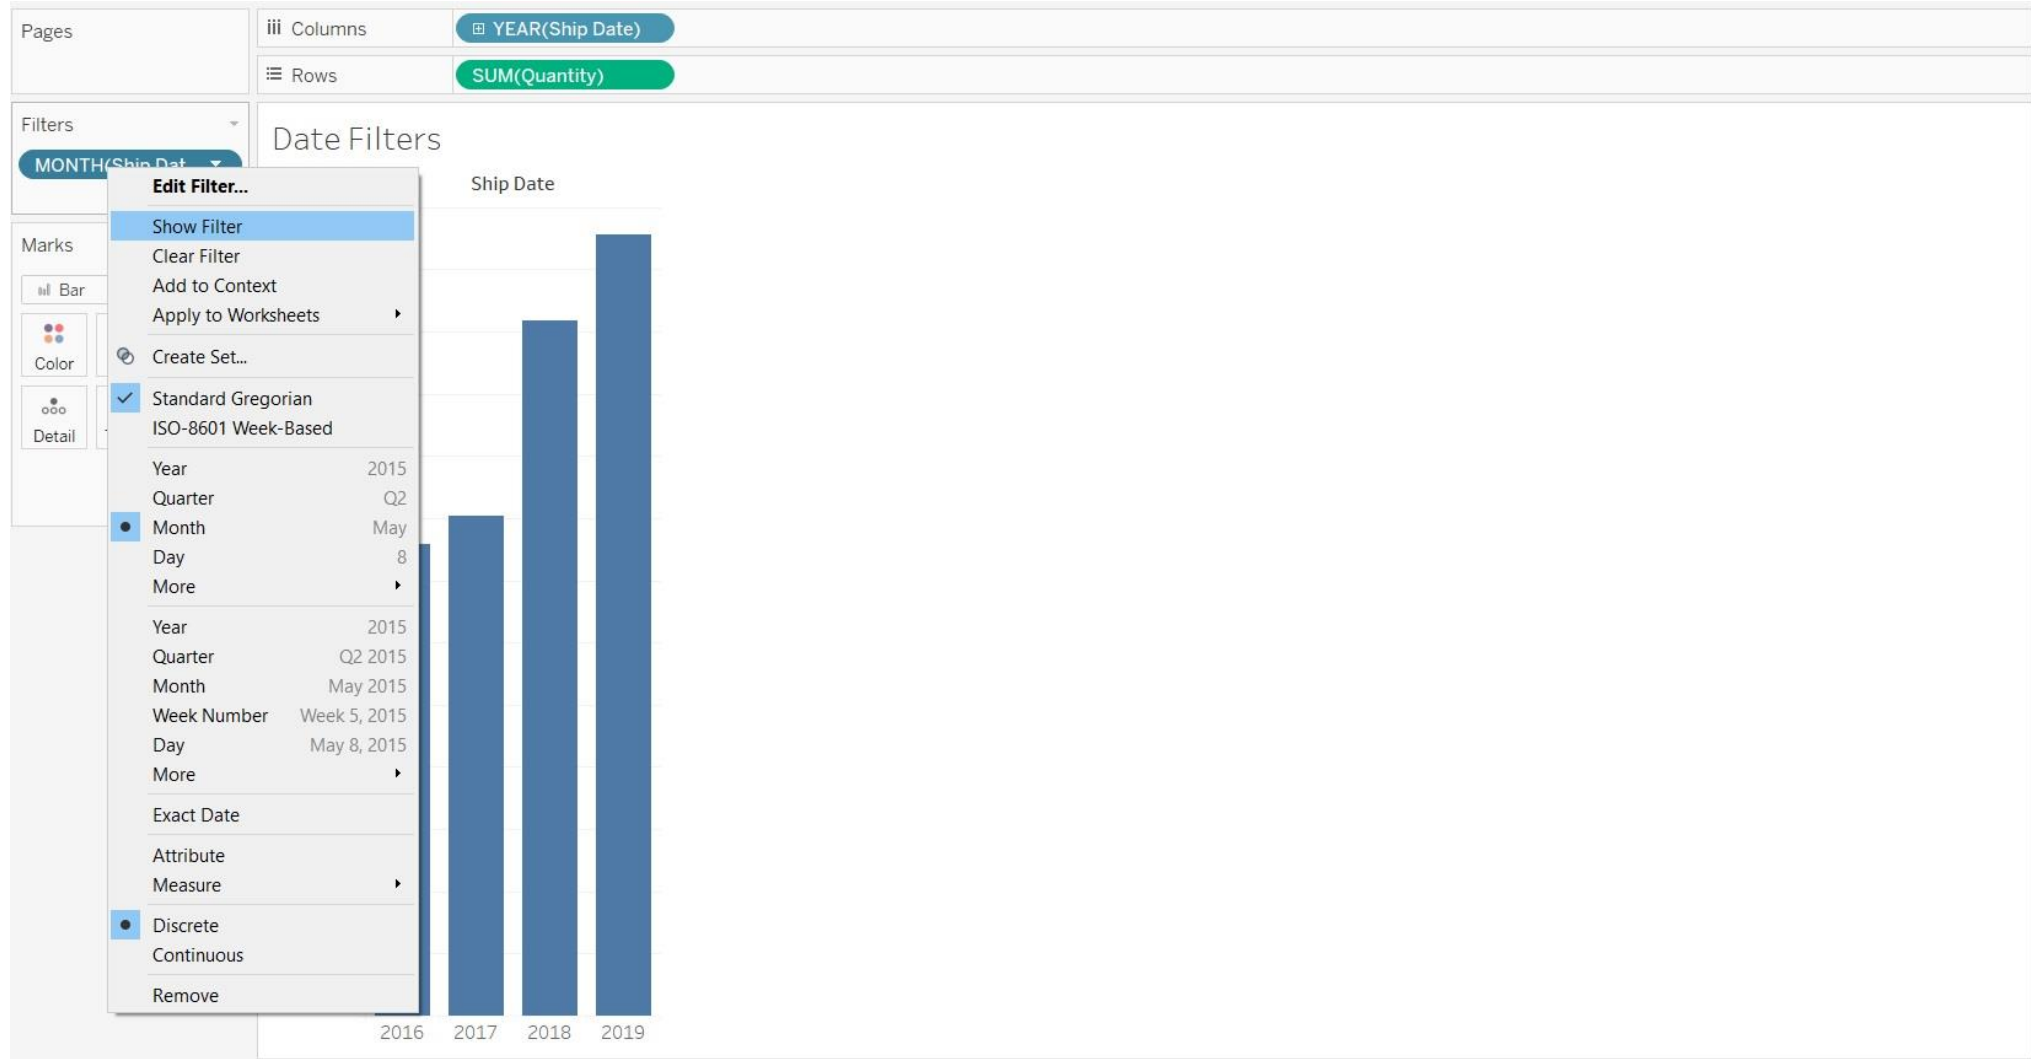 Pages
Columns
YEAR(Ship Date)
Rows
SUM(Quantity)
Filters
MONTH(Ship Dat
Date Filters
Ship Date
Edit Filter...
Show Filter
Clear Filter
Add to Context
Apply to Worksheets
Create Set...
Standard Gregorian
ISO-8601 Week-Based
Year 2015
Quarter Q2
Month May
Day 8
More
Year 2015
Quarter Q2 2015
Month May 2015
Week Number Week 5, 2015
Day May 8, 2015
More
Exact Date
Attribute
Measure
Discrete
Continuous
Remove
Marks
Bar
Color
Detail
2016 2017 2018 2019